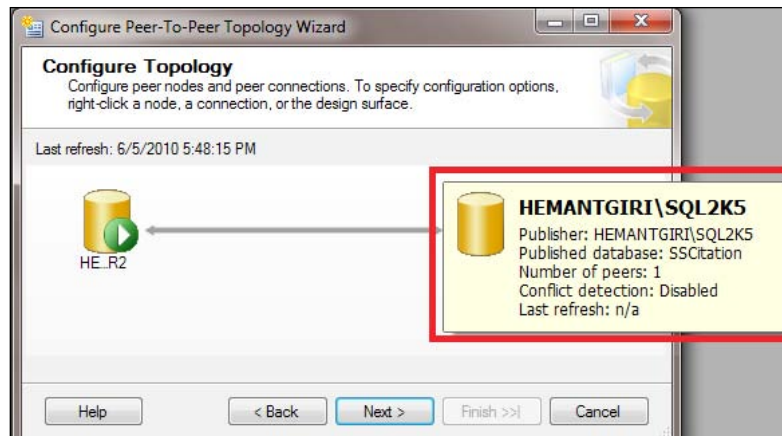 Configure Peer-To-Peer Topology Wizard
Configure Topology
Configure peer nodes and peer connections. To specify configuration options,
right-click a node, a connection, or the design surface.
Last refresh: 6/5/2010 5:48:15 PM
HE...R2
HEMANTGIRI\SQL2K5
Publisher: HEMANTGIRI\SQL2K5
Published database: SSCitation
Number of peers: 1
Conflict detection: Disabled
Last refresh: n/a
Help
< Back
Next >
Finish >>|
Cancel